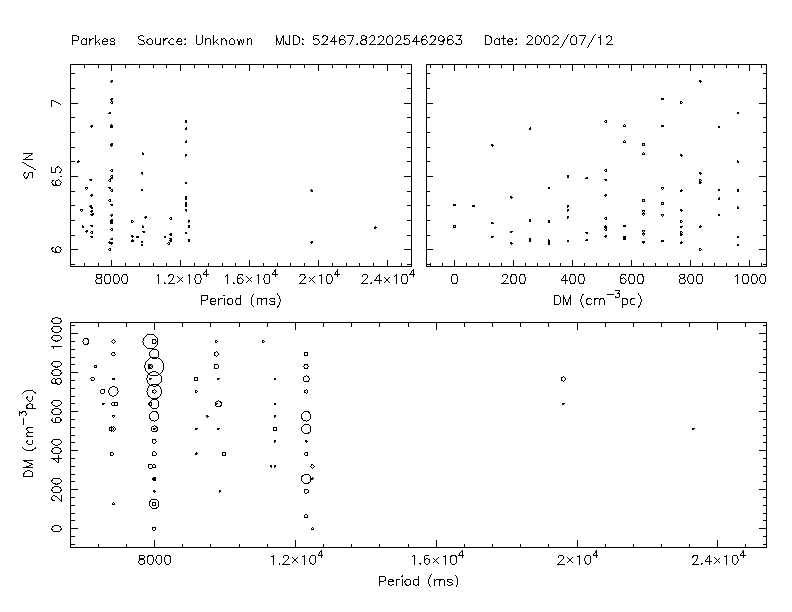 Parkes Source: Unknown MJD: 52467.822025462963 Date: 2002/07/12
S/N
7
6.5
6
8000 1.2×10⁴ 1.6×10⁴ 2×10⁴ 2.4×10⁴
Period (ms)
0 200 400 600 800 1000
DM (cm⁻³pc)
DM (cm⁻³pc)
1000
800
600
400
200
0
8000 1.2×10⁴ 1.6×10⁴ 2×10⁴ 2.4×10⁴
Period (ms)